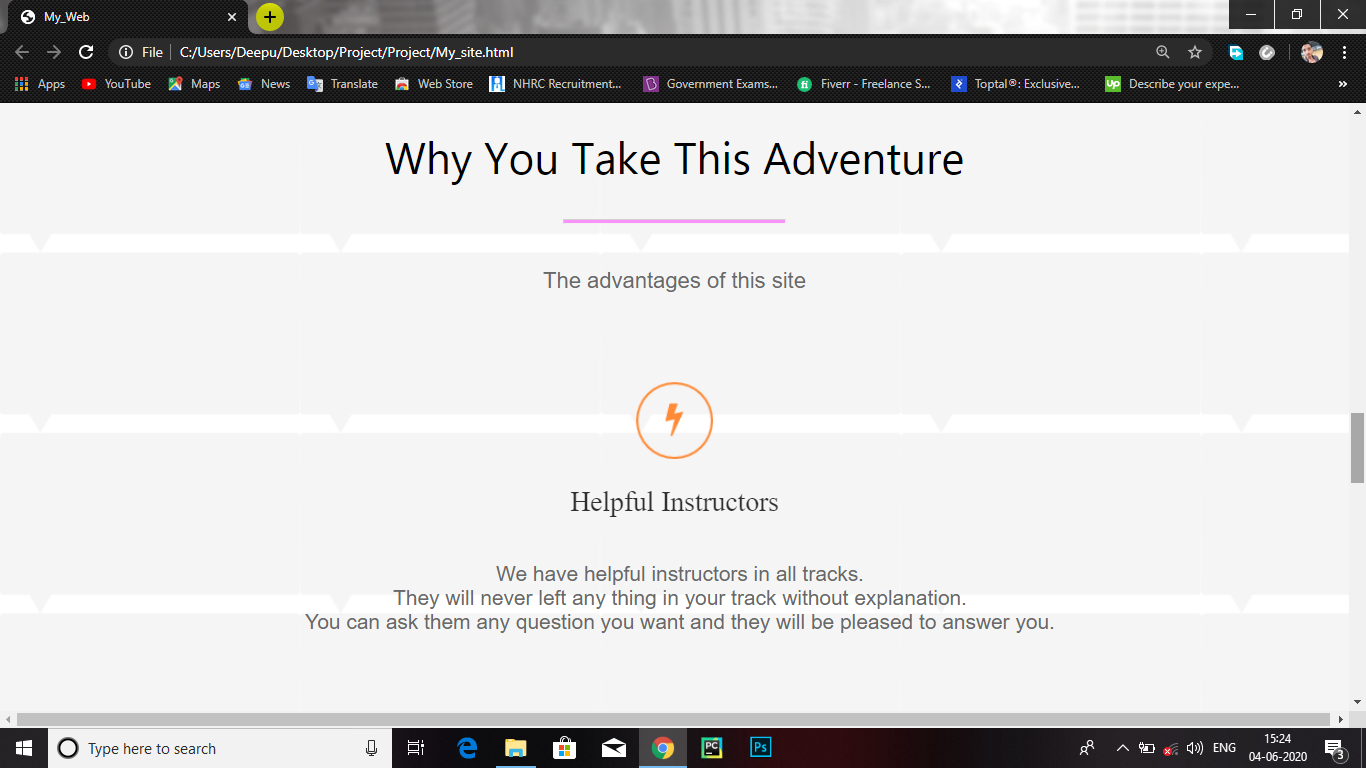 My_Web
File
C:/Users/Deepu/Desktop/Project/Project/My_site.html
Apps YouTube Maps News Translate Web Store NHRC Recruitment... Government Exams... Fiverr - Freelance S... Toptal®: Exclusive... Describe your expe... »
Why You Take This Adventure
The advantages of this site
Helpful Instructors
We have helpful instructors in all tracks.
They will never left any thing in your track without explanation.
You can ask them any question you want and they will be pleased to answer you.
Type here to search
PC
Ps
ENG
15:24
04-06-2020
3